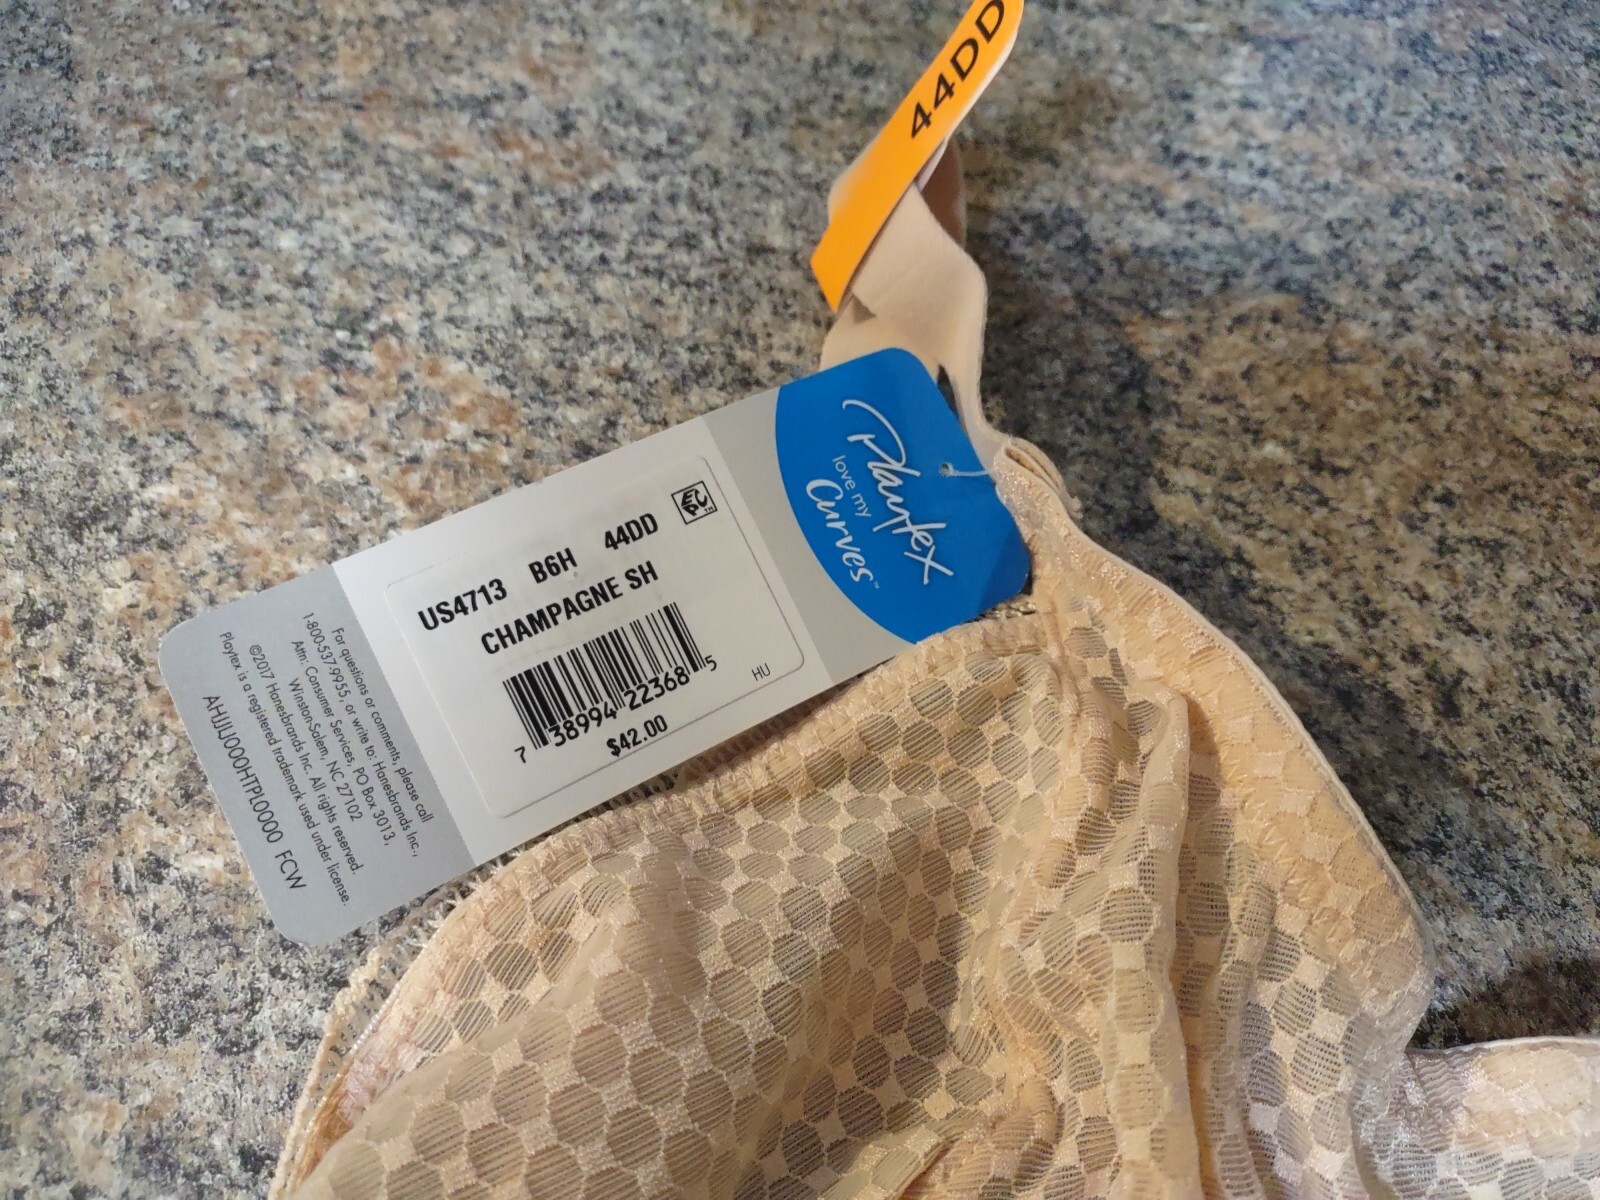 44DD
Playtex
love my
Curves™
US4713 B6H 44DD
CHAMPAGNE SH
7 38994 22368 5
$42.00
HU
For questions or comments, please call
1-800-537-9955, or write to: Hanesbrands Inc.,
Attn: Consumer Services, PO Box 3013,
Winston-Salem, NC 27102
©2017 Hanesbrands Inc. All rights reserved.
Playtex is a registered trademark used under license.
AHJJU000HTPL0000 FCW